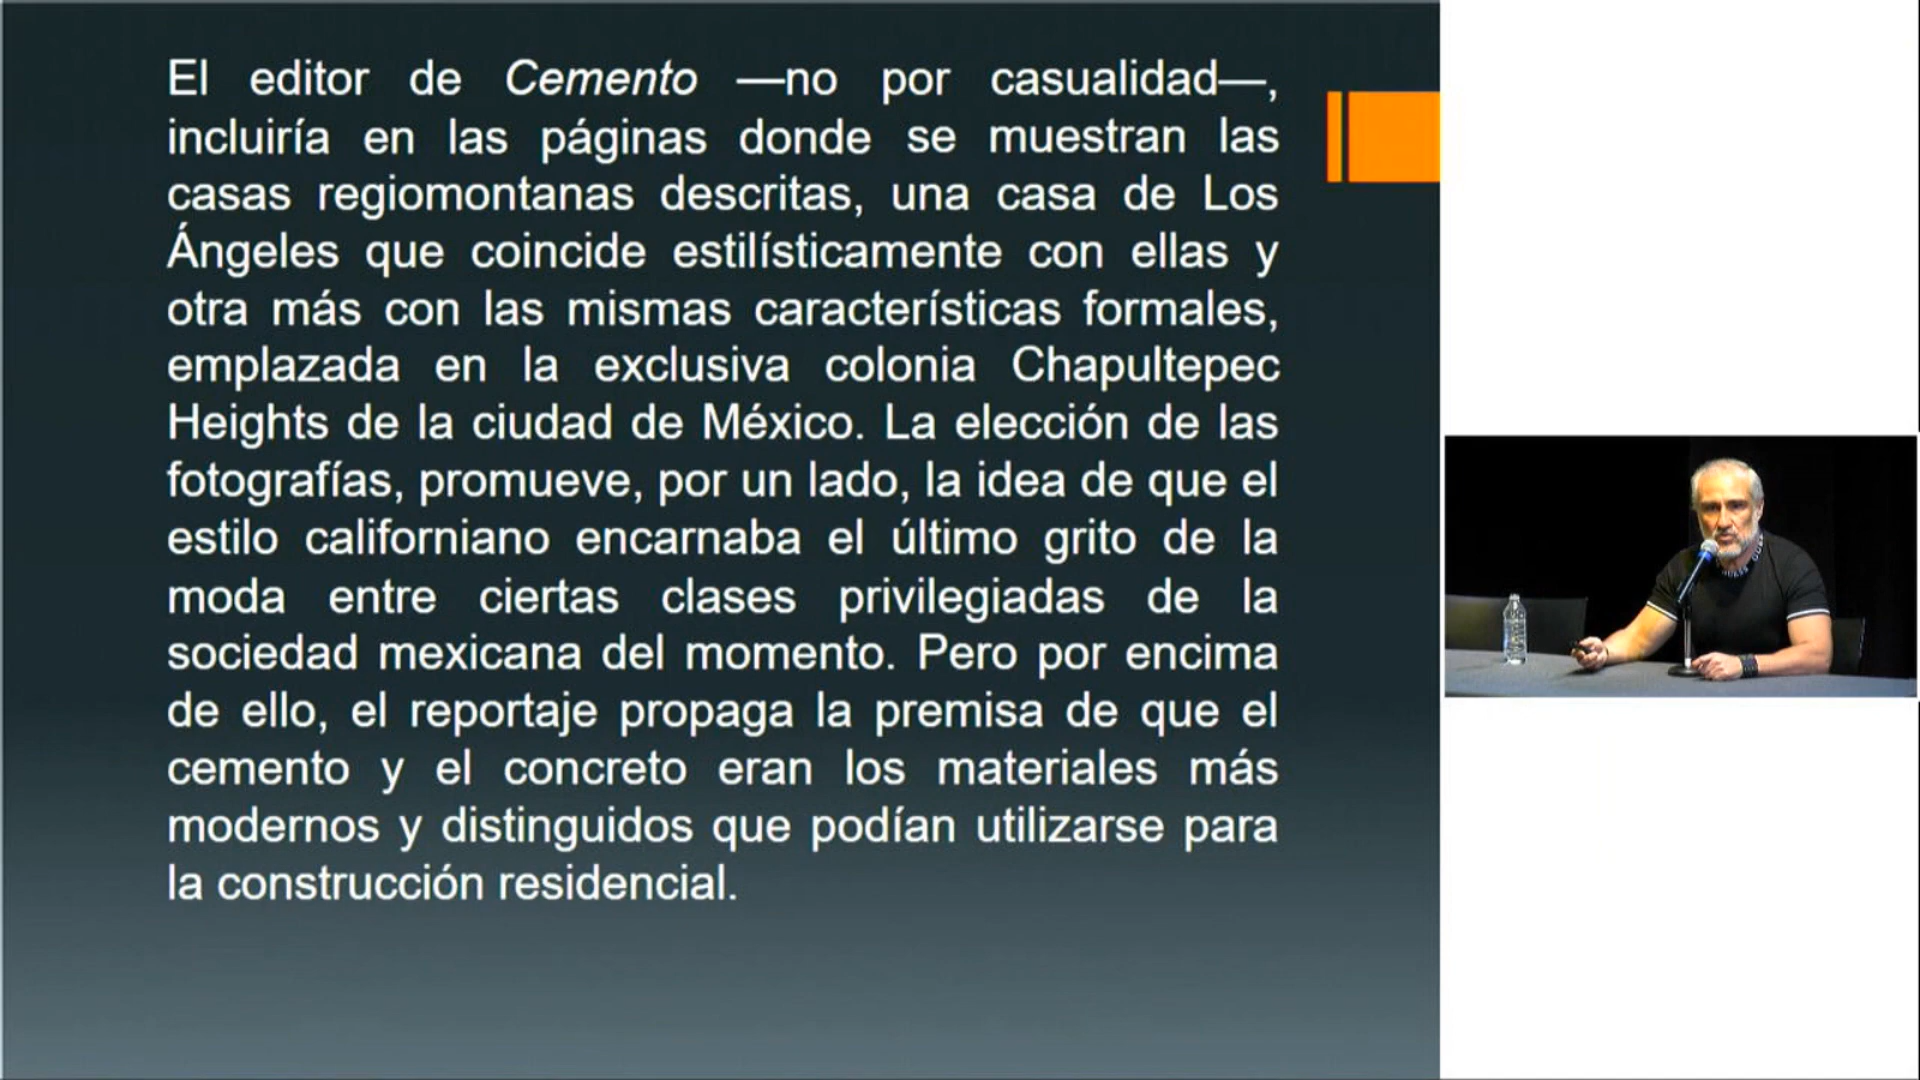 El editor de Cemento —no por casualidad—,
incluiría en las páginas donde se muestran las
casas regiomontanas descritas, una casa de Los
Ángeles que coincide estilísticamente con ellas y
otra más con las mismas características formales,
emplazada en la exclusiva colonia Chapultepec
Heights de la ciudad de México. La elección de las
fotografías, promueve, por un lado, la idea de que el
estilo californiano encarnaba el último grito de la
moda entre ciertas clases privilegiadas de la
sociedad mexicana del momento. Pero por encima
de ello, el reportaje propaga la premisa de que el
cemento y el concreto eran los materiales más
modernos y distinguidos que podían utilizarse para
la construcción residencial.